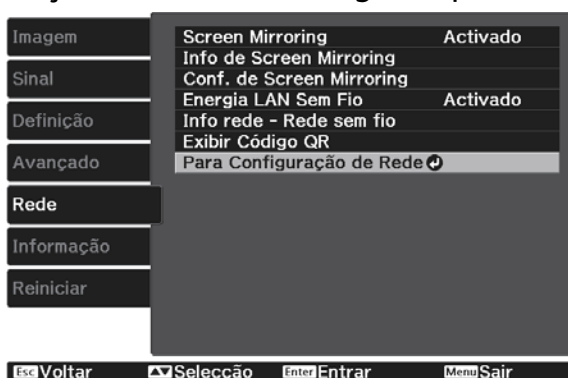 Imagem
Sinal
Definição
Avançado
Rede
Informação
Reiniciar
Screen Mirroring Activado
Info de Screen Mirroring
Conf. de Screen Mirroring
Energia LAN Sem Fio Activado
Info rede - Rede sem fio
Exibir Código QR
Para Configuração de Rede
Esc Voltar Selecção Enter Entrar Menu Sair